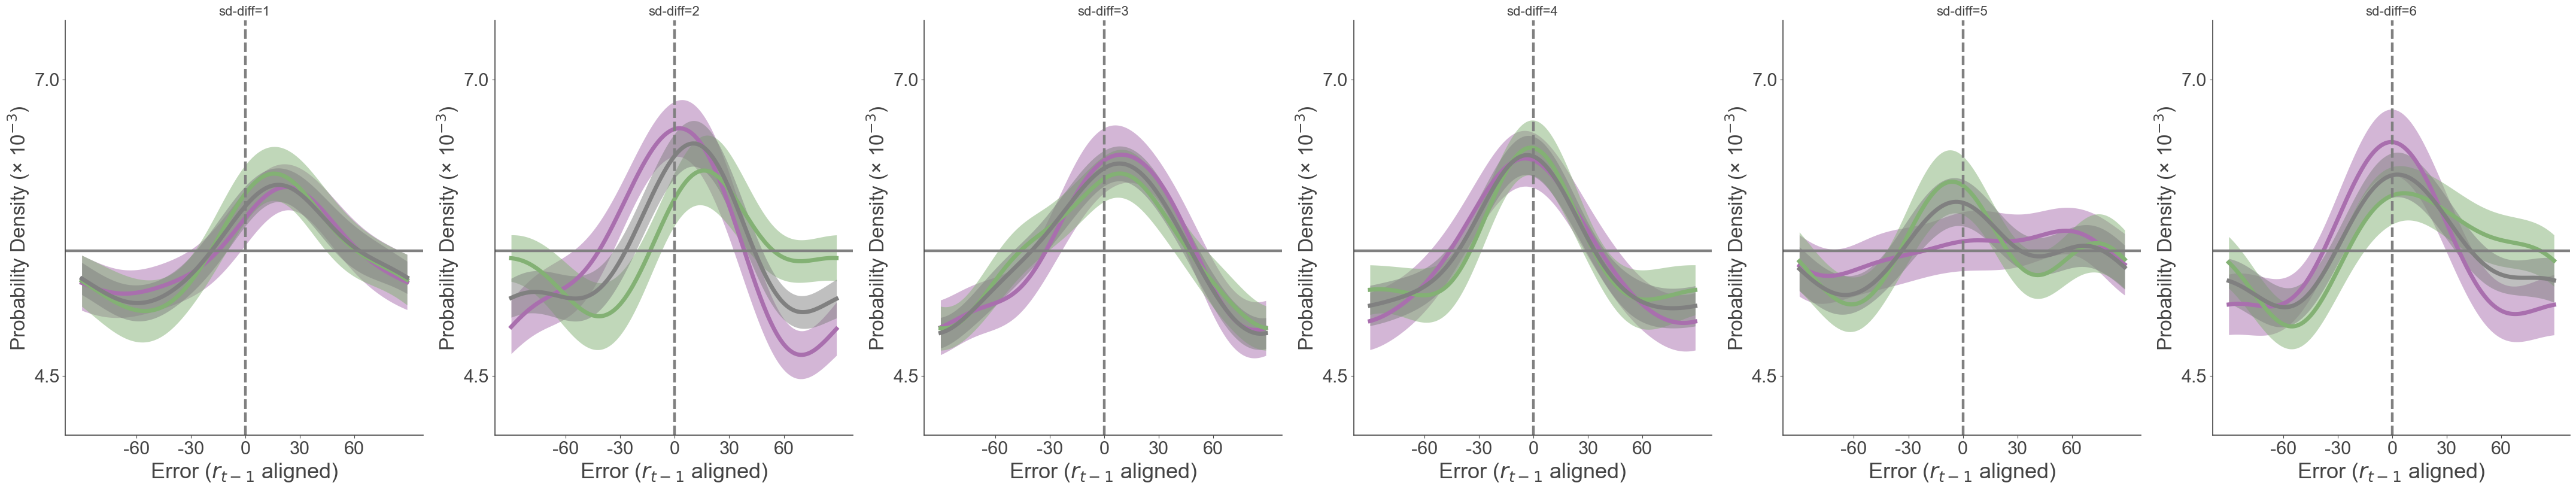 sd-diff=1
7.0
4.5
Probability Density (× 10⁻³)
-60 -30 0 30 60
Error (rₜ₋₁ aligned)
sd-diff=2
7.0
4.5
Probability Density (× 10⁻³)
-60 -30 0 30 60
Error (rₜ₋₁ aligned)
sd-diff=3
7.0
4.5
Probability Density (× 10⁻³)
-60 -30 0 30 60
Error (rₜ₋₁ aligned)
sd-diff=4
7.0
4.5
Probability Density (× 10⁻³)
-60 -30 0 30 60
Error (rₜ₋₁ aligned)
sd-diff=5
7.0
4.5
Probability Density (× 10⁻³)
-60 -30 0 30 60
Error (rₜ₋₁ aligned)
sd-diff=6
7.0
4.5
Probability Density (× 10⁻³)
-60 -30 0 30 60
Error (rₜ₋₁ aligned)